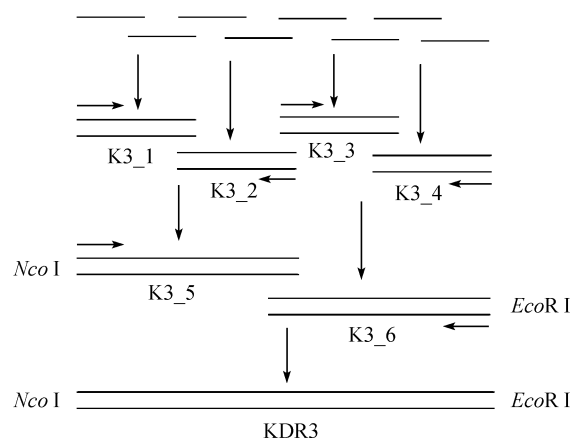 K3_1
K3_3
K3_2
K3_4
Nco I
K3_5
EcoR I
K3_6
Nco I
EcoR I
KDR3